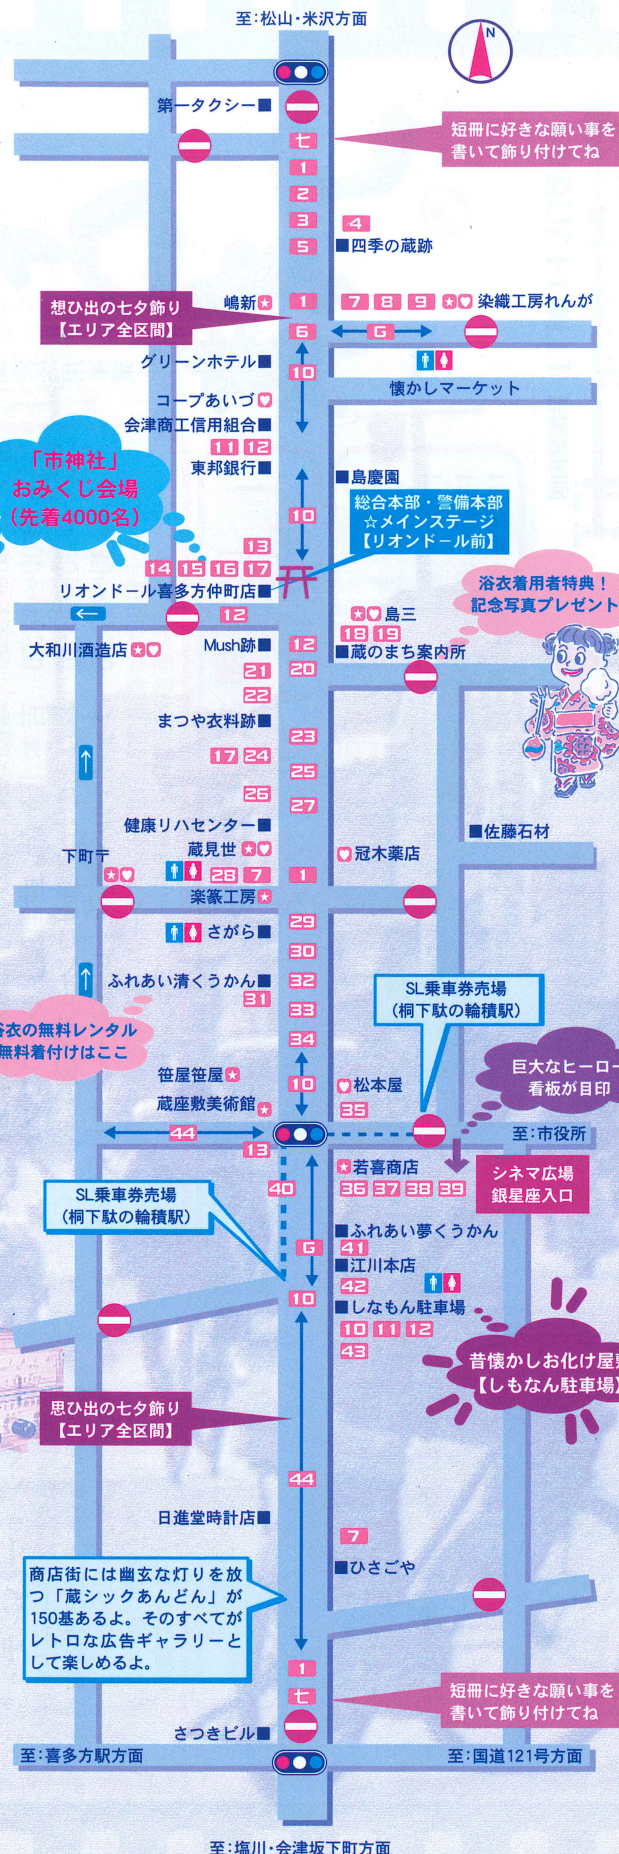 至:松山・米沢方面
N
第一タクシー■
短冊に好きな願い事を
書いて飾り付けてね
七
1
2
3
4
5
■四季の蔵跡
想ひ出の七夕飾り
【エリア全区間】
嶋新
1
7 8 9
染織工房れんが
6
G
グリーンホテル■
10
懐かしマーケット
コープあいづ
会津商工信用組合■
11 12
東邦銀行■
「市神社」
おみくじ会場
(先着4000名)
■島慶園
総合本部・警備本部
☆メインステージ
【リオンドール前】
10
13
14 15 16 17
リオンドール喜多方仲町店■
浴衣着用者特典!
記念写真プレゼント
12
島三
18 19
大和川酒造店
Mush跡■
12
■蔵のまち案内所
21
20
22
まつや衣料跡■
23
17 24
25
26
27
健康リハセンター■
■佐藤石材
蔵見世
冠木薬店
下町〒
28 7
1
楽篆工房
29
さがら■
30
ふれあい清くうかん■
32
31
SL乗車券売場
(桐下駄の輪積駅)
33
浴衣の無料レンタル
無料着付けはここ
34
笹屋笹屋
10
松本屋
巨大なヒーロー
看板が目印
蔵座敷美術館
35
44
至:市役所
13
若喜商店
シネマ広場
銀星座入口
40
36 37 38 39
SL乗車券売場
(桐下駄の輪積駅)
■ふれあい夢くうかん
G
41
■江川本店
10
42
■しなもん駐車場
10 11 12
43
昔懐かしお化け屋敷
【しもなん駐車場】
思ひ出の七夕飾り
【エリア全区間】
44
日進堂時計店■
7
■ひさごや
商店街には幽玄な灯りを放
つ「蔵シックあんどん」が
150基あるよ。そのすべてが
レトロな広告ギャラリーと
して楽しめるよ。
1
七
短冊に好きな願い事を
書いて飾り付けてね
さつきビル■
至:喜多方駅方面
至:国道121号方面
至:塩川・会津坂下町方面